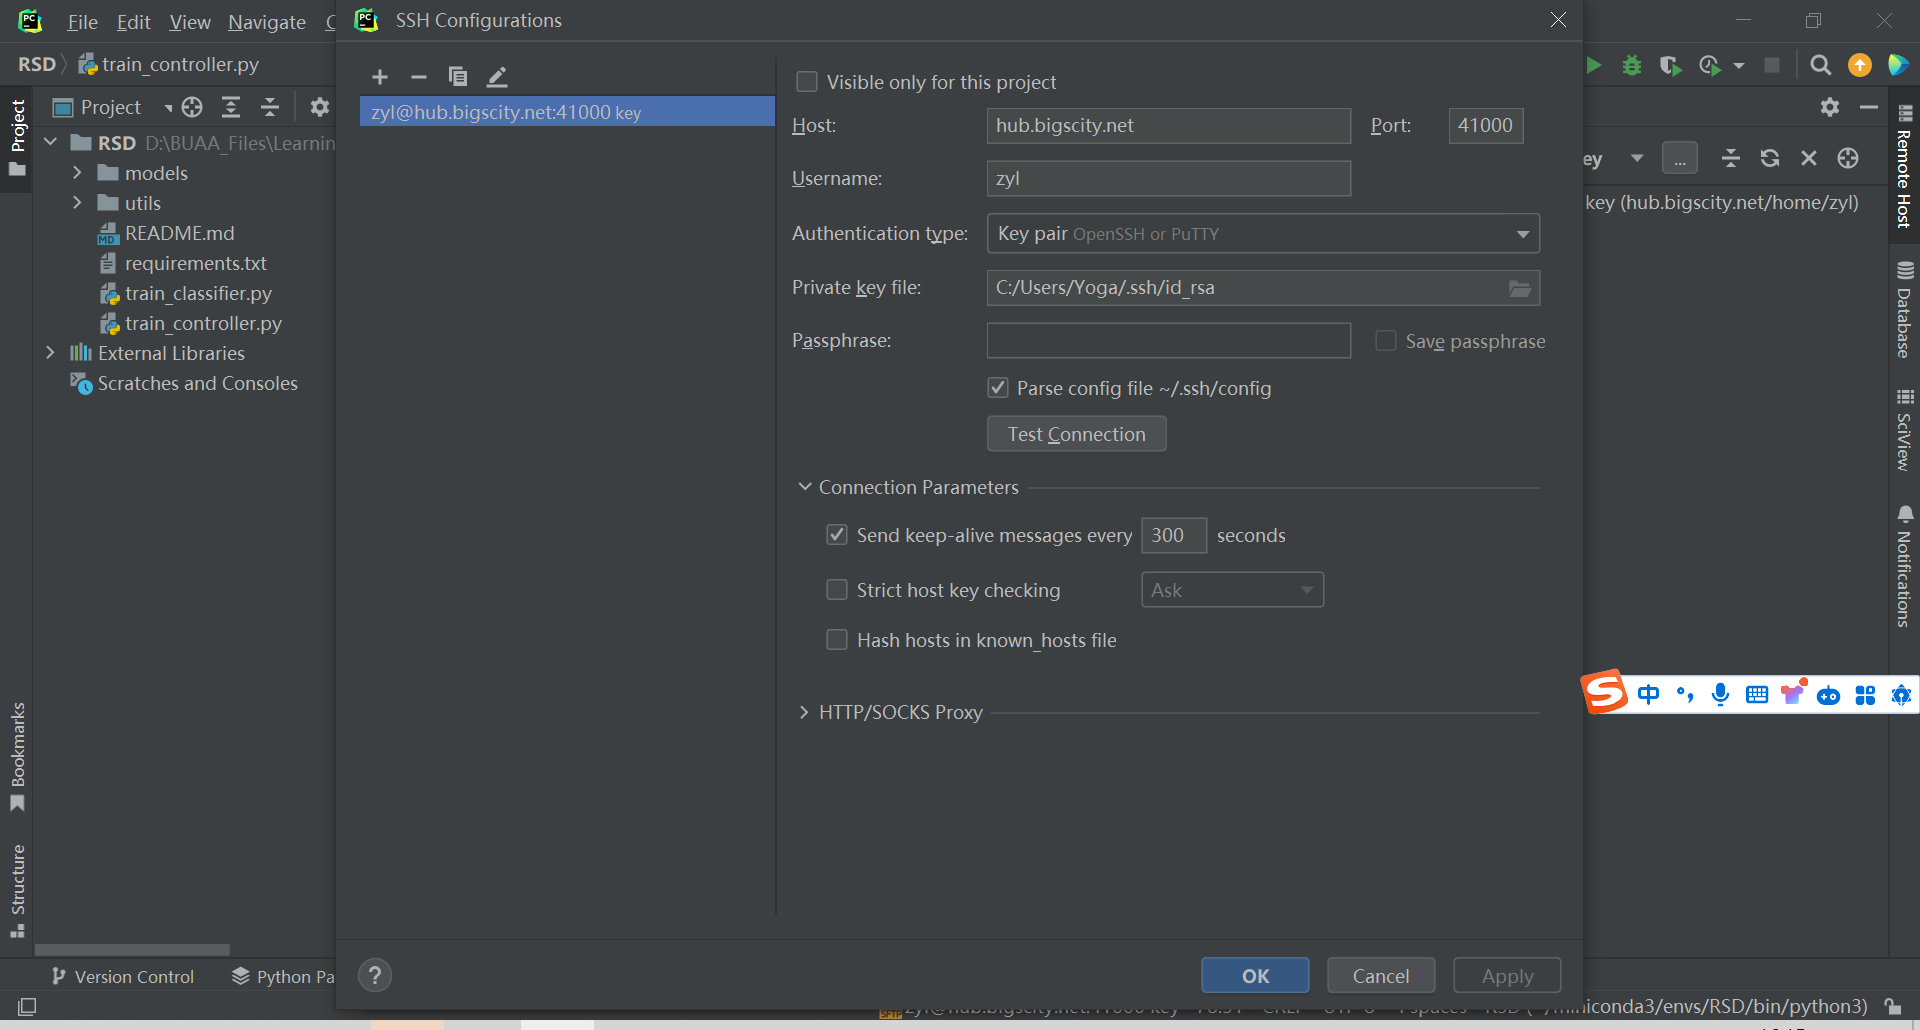 File Edit View Navigate
SSH Configurations
RSD train_controller.py
Project
RSD D:\BUAA_Files\Learnin
models
utils
README.md
requirements.txt
train_classifier.py
train_controller.py
External Libraries
Scratches and Consoles
Project
Bookmarks
Structure
zyl@hub.bigscity.net:41000 key
Visible only for this project
Host: hub.bigscity.net Port: 41000
Username: zyl
Authentication type: Key pair OpenSSH or PuTTY
Private key file: C:/Users/Yoga/.ssh/id_rsa
Passphrase: Save passphrase
Parse config file ~/.ssh/config
Test Connection
Connection Parameters
Send keep-alive messages every 300 seconds
Strict host key checking Ask
Hash hosts in known_hosts file
HTTP/SOCKS Proxy
? OK Cancel Apply
ey ...
key (hub.bigscity.net/home/zyl)
Remote Host
Database
SciView
Notifications
中
Version Control Python Pa
iconda3/envs/RSD/bin/python3)